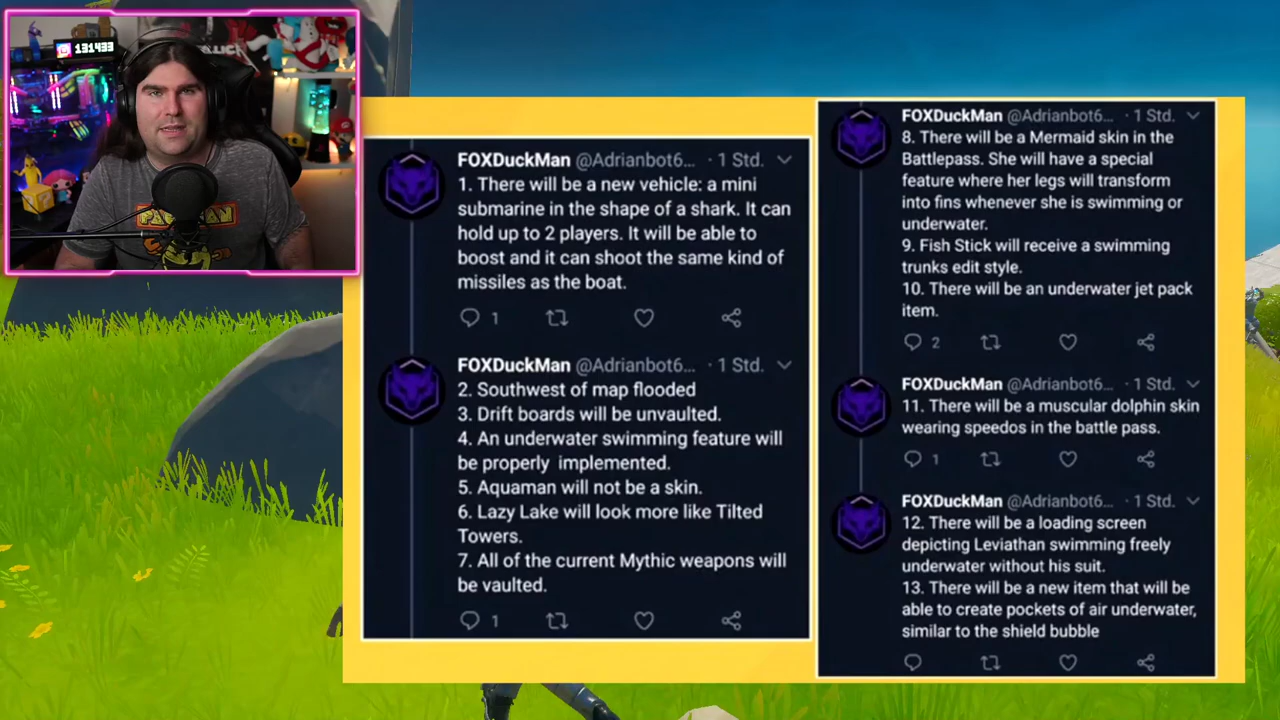 131433
FOXDuckMan @Adrianbot6... · 1 Std.
1. There will be a new vehicle: a mini
submarine in the shape of a shark. It can
hold up to 2 players. It will be able to
boost and it can shoot the same kind of
missiles as the boat.
1
FOXDuckMan @Adrianbot6... · 1 Std.
2. Southwest of map flooded
3. Drift boards will be unvaulted.
4. An underwater swimming feature will
be properly implemented.
5. Aquaman will not be a skin.
6. Lazy Lake will look more like Tilted
Towers.
7. All of the current Mythic weapons will
be vaulted.
1
FOXDuckMan @Adrianbot6... · 1 Std.
8. There will be a Mermaid skin in the
Battlepass. She will have a special
feature where her legs will transform
into fins whenever she is swimming or
underwater.
9. Fish Stick will receive a swimming
trunks edit style.
10. There will be an underwater jet pack
item.
2
FOXDuckMan @Adrianbot6... · 1 Std.
11. There will be a muscular dolphin skin
wearing speedos in the battle pass.
1
FOXDuckMan @Adrianbot6... · 1 Std.
12. There will be a loading screen
depicting Leviathan swimming freely
underwater without his suit.
13. There will be a new item that will be
able to create pockets of air underwater,
similar to the shield bubble